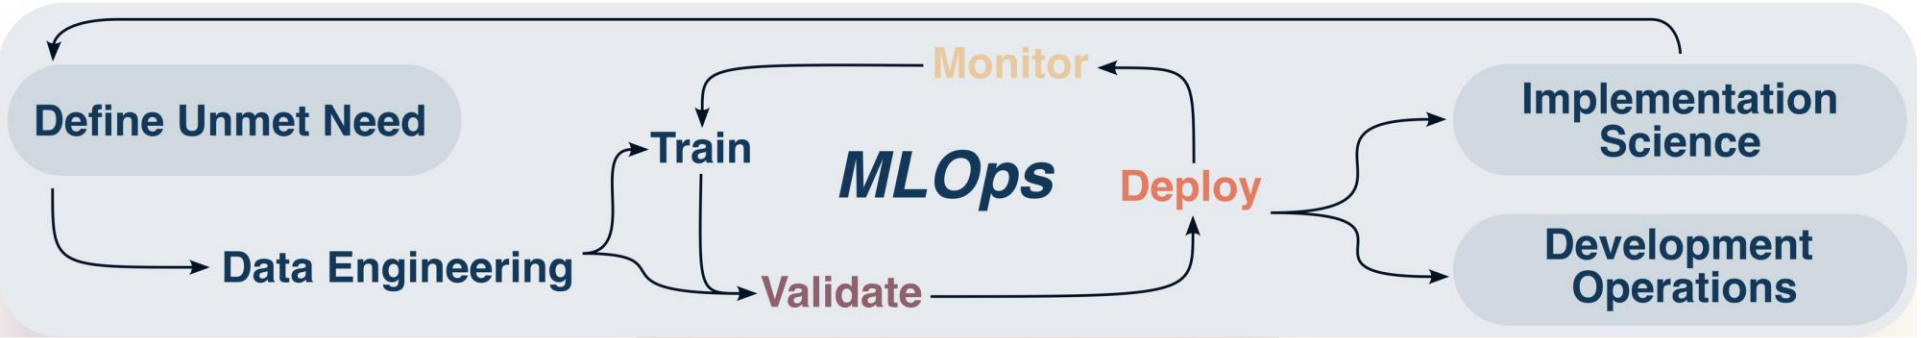 Define Unmet Need
Data Engineering
Train
Validate
MLOps
Monitor
Deploy
Implementation
Science
Development
Operations